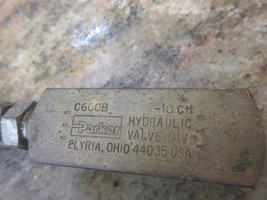 C600B -10 CH
Parker HYDRAULIC
VALVE DIV
ELYRIA, OHIO 44035 USA